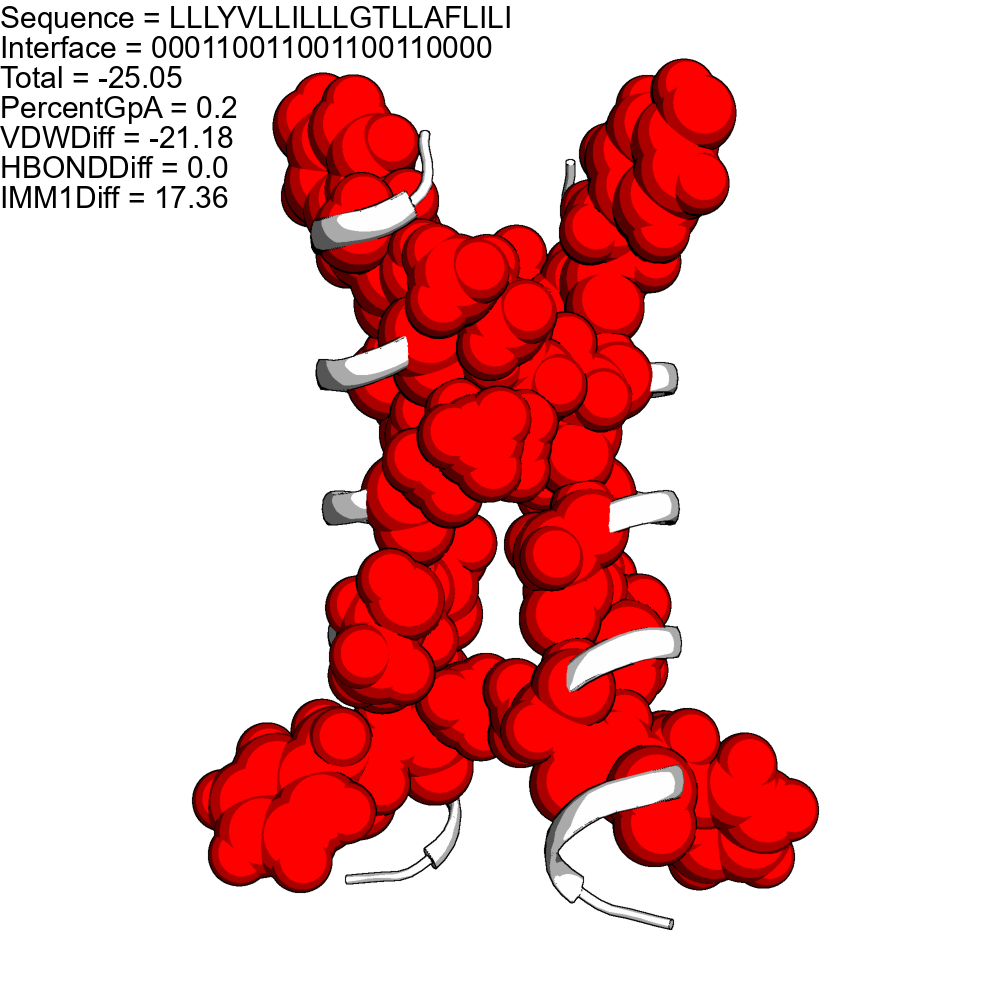 Sequence = LLLYVLLILLLGTLLAFLILI
Interface = 000110011001100110000
Total = -25.05
PercentGpA = 0.2
VDWDiff = -21.18
HBONDDiff = 0.0
IMM1Diff = 17.36